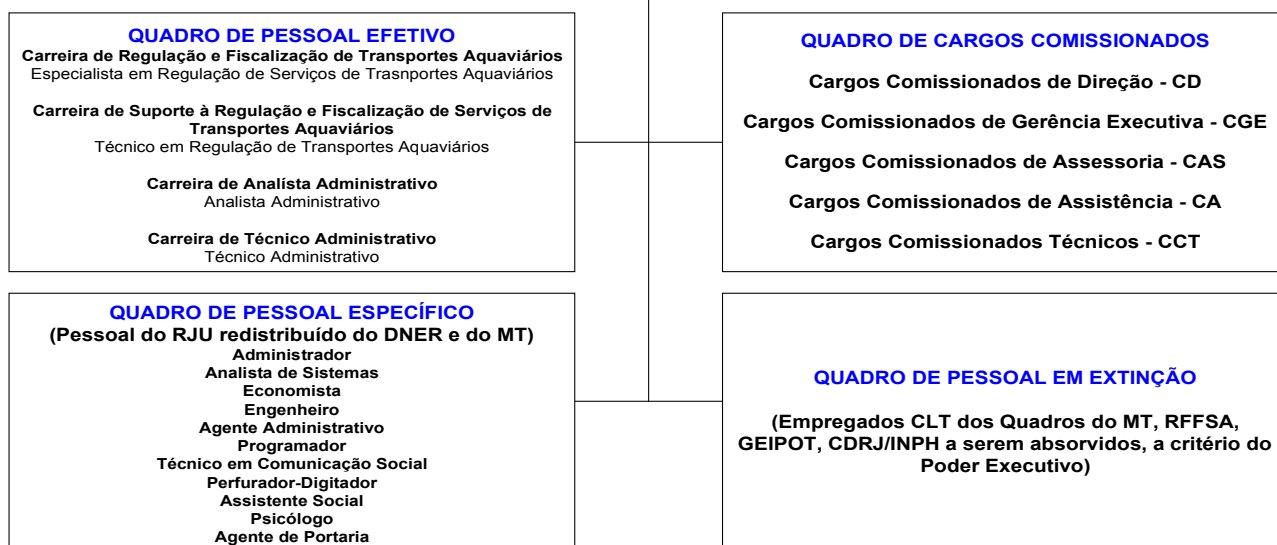 QUADRO DE PESSOAL EFETIVO
Carreira de Regulação e Fiscalização de Transportes Aquaviários
Especialista em Regulação de Serviços de Trasnportes Aquaviários
Carreira de Suporte à Regulação e Fiscalização de Serviços de
Transportes Aquaviários
Técnico em Regulação de Transportes Aquaviários
Carreira de Analísta Administrativo
Analista Administrativo
Carreira de Técnico Administrativo
Técnico Administrativo
QUADRO DE CARGOS COMISSIONADOS
Cargos Comissionados de Direção - CD
Cargos Comissionados de Gerência Executiva - CGE
Cargos Comissionados de Assessoria - CAS
Cargos Comissionados de Assistência - CA
Cargos Comissionados Técnicos - CCT
QUADRO DE PESSOAL ESPECÍFICO
(Pessoal do RJU redistribuído do DNER e do MT)
Administrador
Analista de Sistemas
Economista
Engenheiro
Agente Administrativo
Programador
Técnico em Comunicação Social
Perfurador-Digitador
Assistente Social
Psicólogo
Agente de Portaria
QUADRO DE PESSOAL EM EXTINÇÃO
(Empregados CLT dos Quadros do MT, RFFSA,
GEIPOT, CDRJ/INPH a serem absorvidos, a critério do
Poder Executivo)